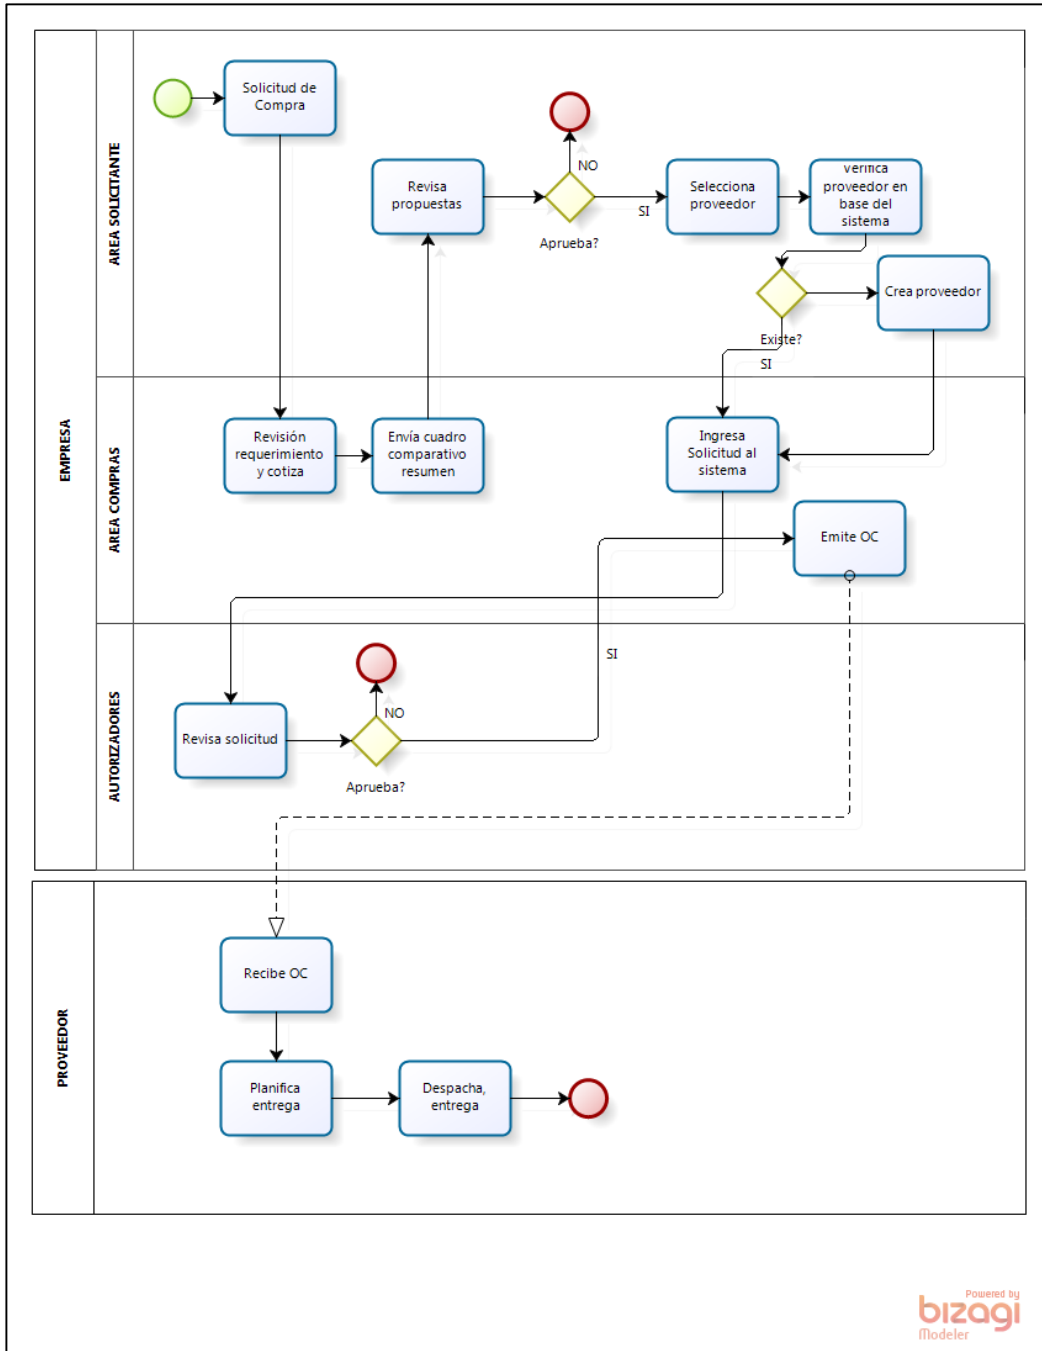 EMPRESA
AREA SOLICITANTE
Solicitud de
Compra
Revisa
propuestas
NO
Aprueba?
SI
Selecciona
proveedor
verifica
proveedor en
base del
sistema
Crea proveedor
Existe?
SI
AREA COMPRAS
Revisión
requerimiento
y cotiza
Envía cuadro
comparativo
resumen
Ingresa
Solicitud al
sistema
Emite OC
AUTORIZADORES
SI
NO
Revisa solicitud
Aprueba?
PROVEEDOR
Recibe OC
Planifica
entrega
Despacha,
entrega
Powered by
bizagi
Modeler